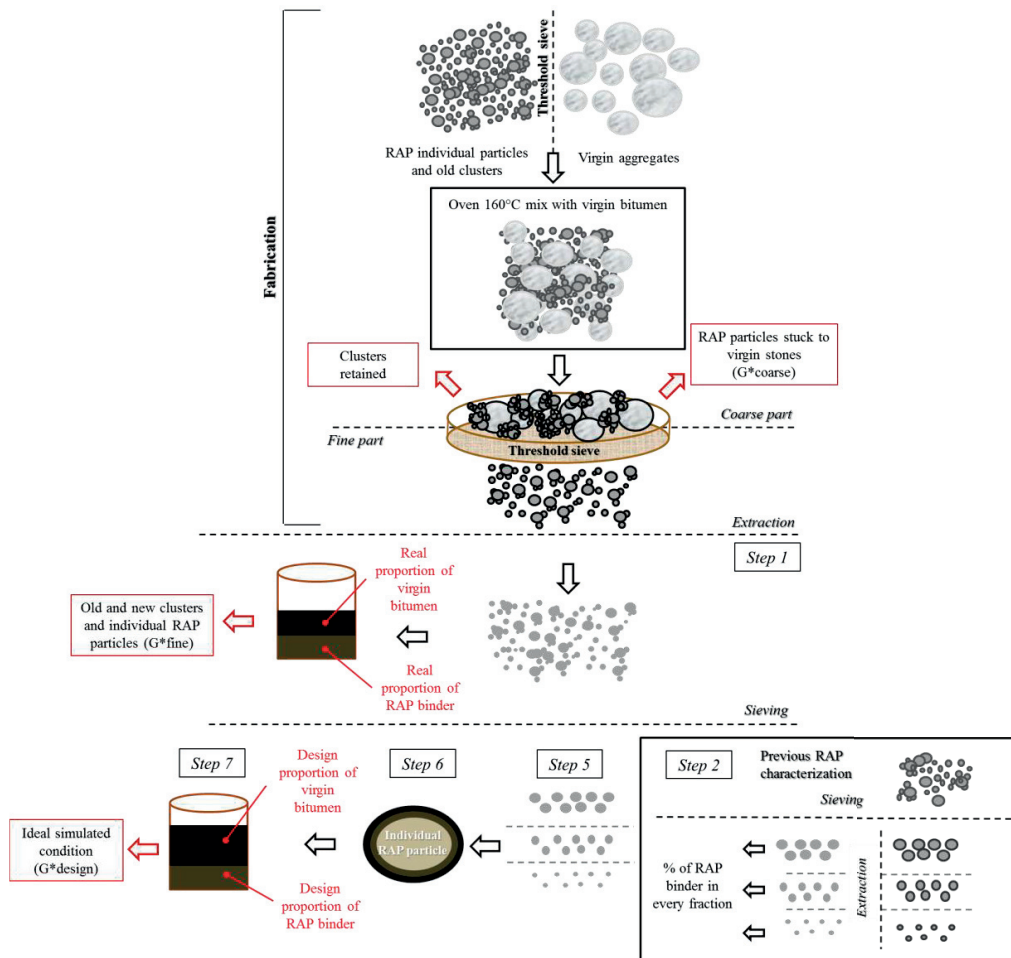 Fabrication
Threshold sieve
RAP individual particles
and old clusters
Virgin aggregates
Oven 160°C mix with virgin bitumen
Clusters
retained
RAP particles stuck to
virgin stones
(G*coarse)
Coarse part
Fine part
Threshold sieve
Extraction
Step 1
Real
proportion of
virgin
bitumen
Old and new clusters
and individual RAP
particles (G*fine)
Real
proportion of
RAP binder
Sieving
Step 7
Design
proportion of
virgin
bitumen
Step 6
Step 5
Step 2
Previous RAP
characterization
Sieving
Ideal simulated
condition
(G*design)
Individual
RAP particle
Design
proportion of
RAP binder
% of RAP
binder in
every fraction
Extraction